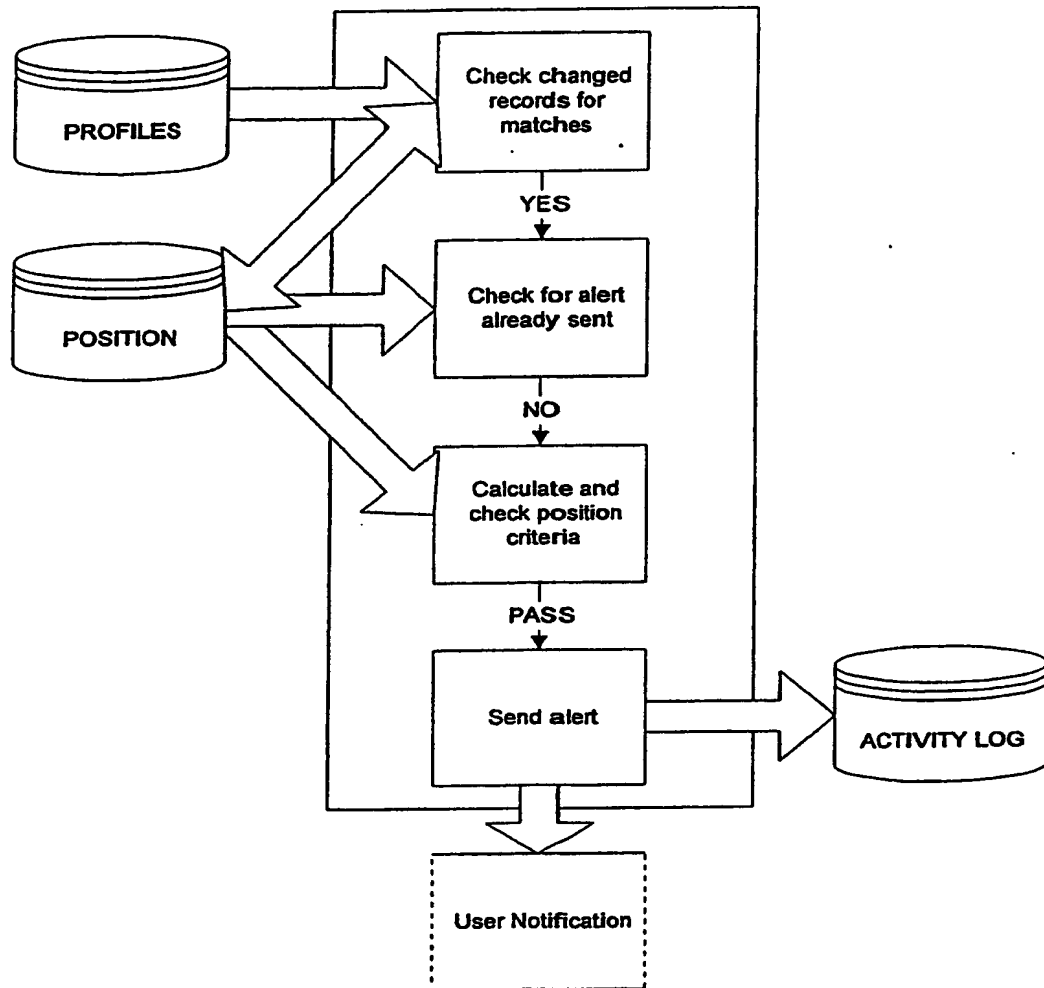 PROFILES
Check changed
records for
matches
YES
POSITION
Check for alert
already sent
NO
Calculate and
check position
criteria
PASS
Send alert
ACTIVITY LOG
User Notification